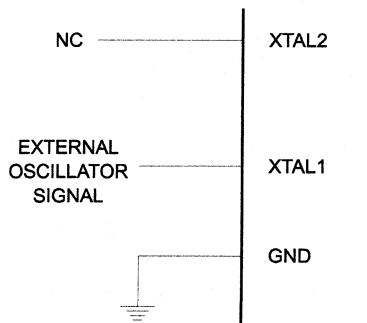 NC
XTAL2
EXTERNAL
OSCILLATOR
SIGNAL
XTAL1
GND